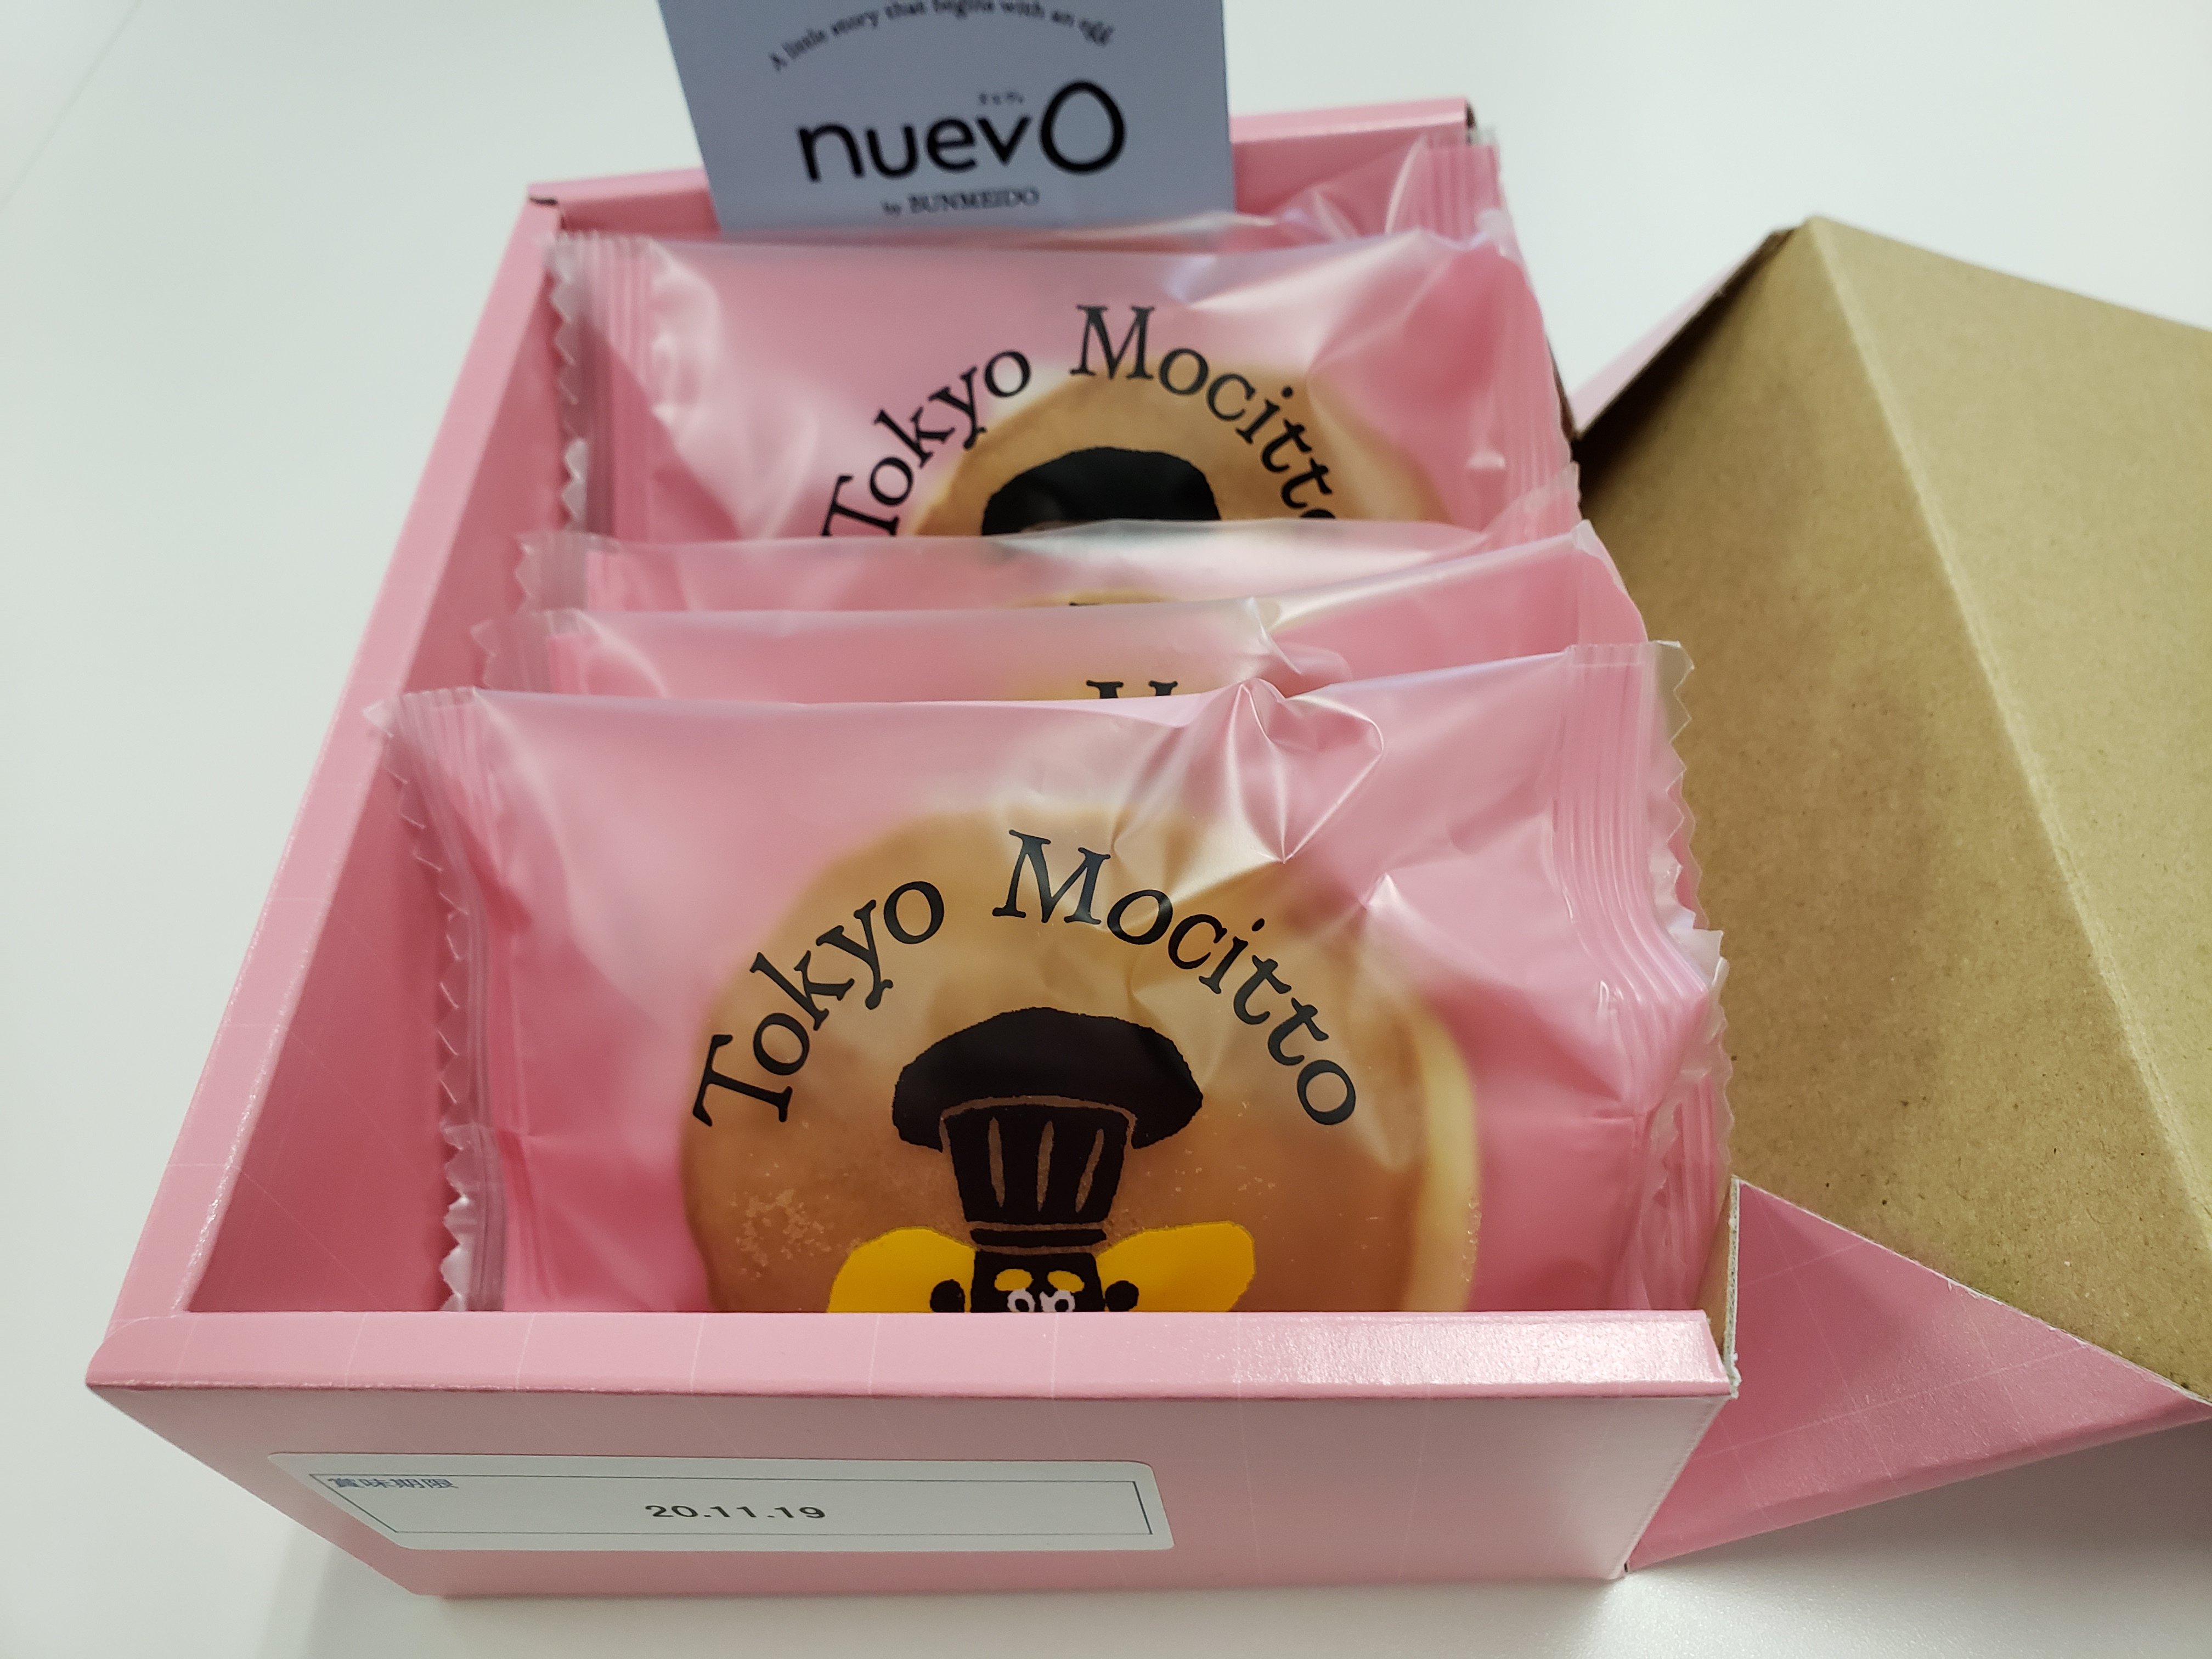 A little story that begins with an egg
nuevO
by BUNMEIDO
Tokyo Mocitto
Tokyo Mocitto
賞味期限
20.11.19